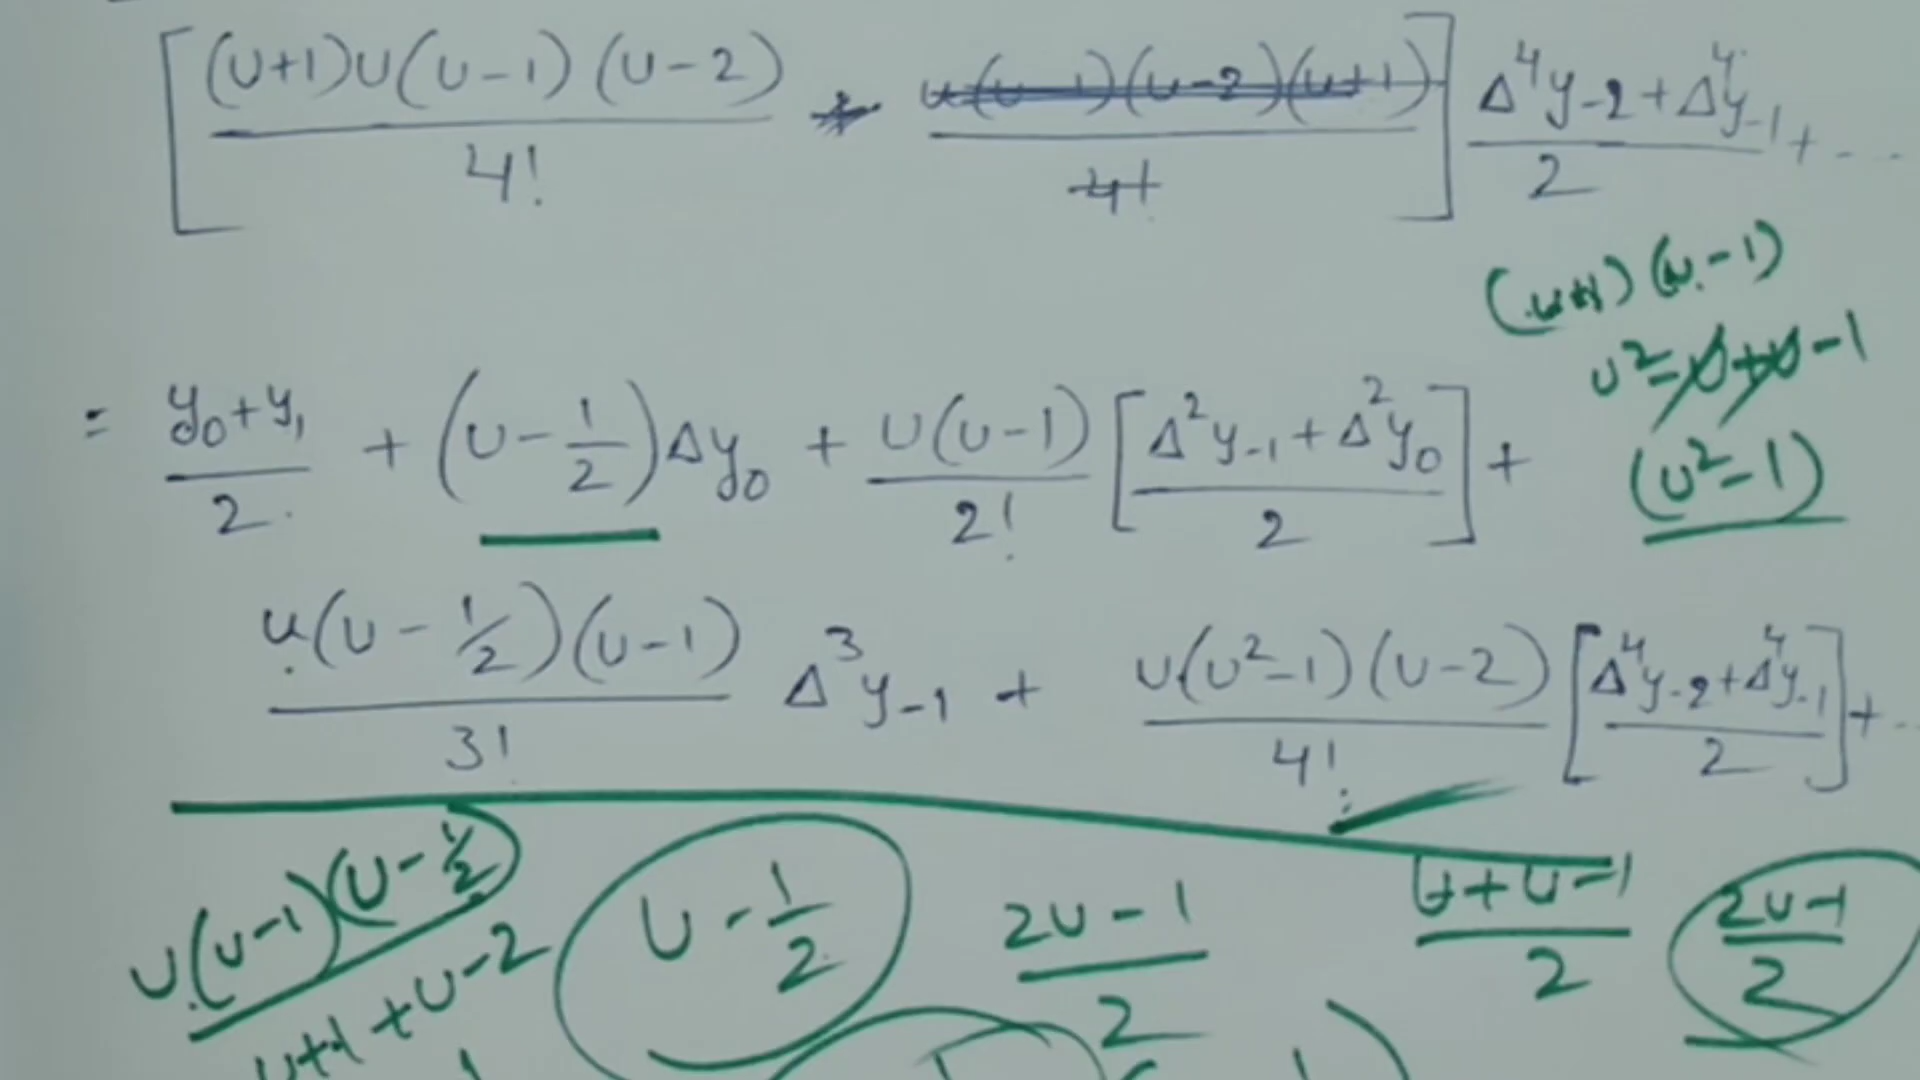 [(U+1)U(U-1)(U-2)/4! + u(u-1)(u-2)(u+1)/4!] Δ⁴y₋₂+Δ⁴y₋₁/2 + ...
(u+1)(u-1)
u²-u+u-1
(u²-1)
= y₀+y₁/2 + (U-1/2)Δy₀ + U(U-1)/2! [Δ²y₋₁+Δ²y₀/2] +
u(U-1/2)(U-1)/3! Δ³y₋₁ + U(U²-1)(U-2)/4! [Δ⁴y₋₂+Δ⁴y₋₁/2] + ..
U(U-1)(U-1/2)
U+1+U-2
U-1/2
2U-1/2
U+U-1/2
2U-1/2